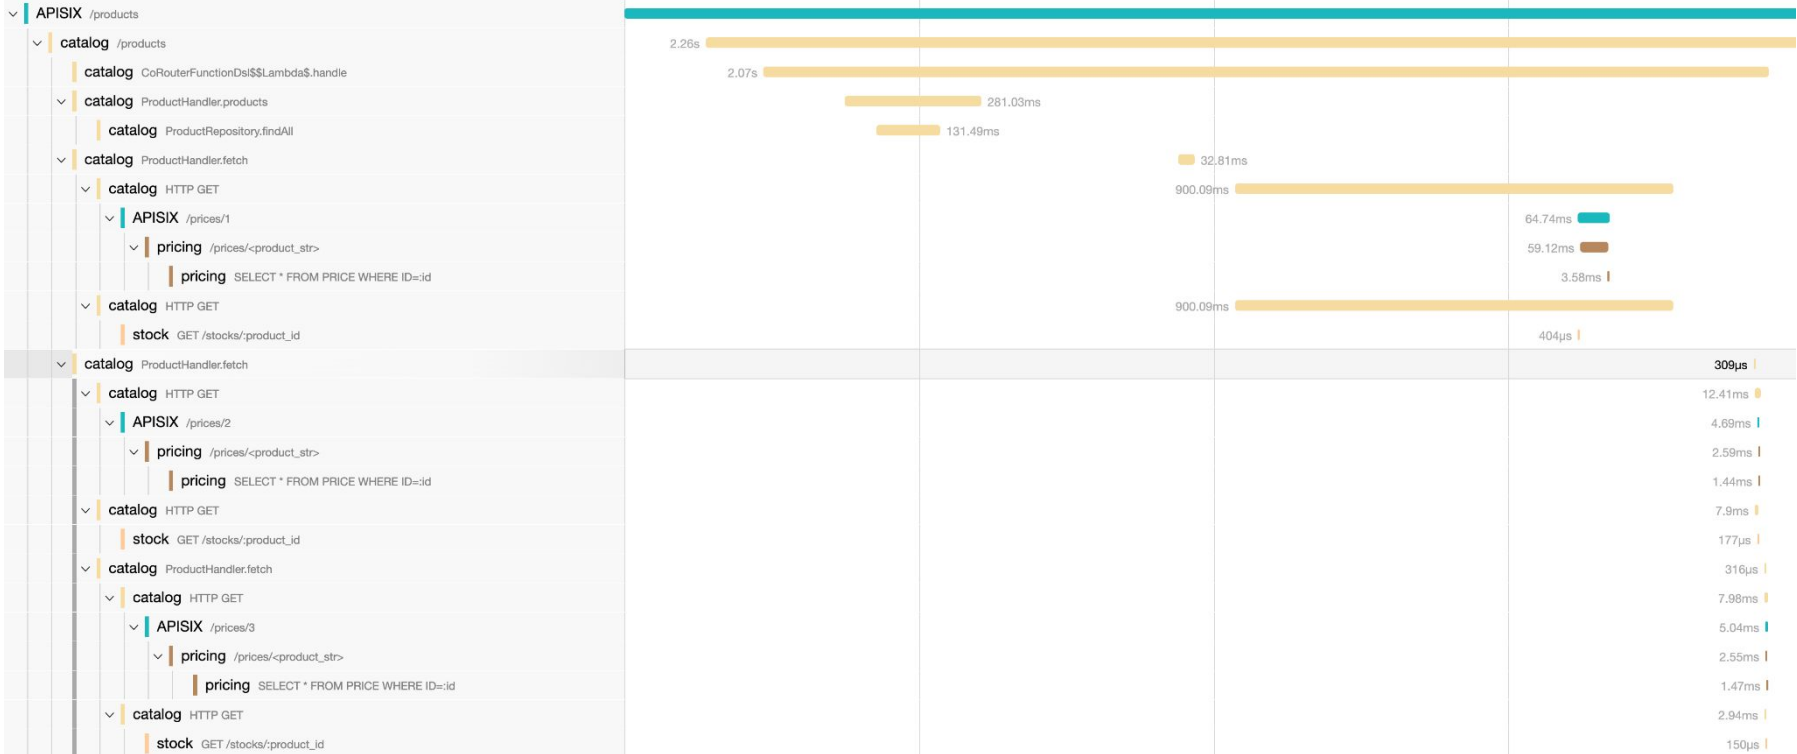 APISIX /products
catalog /products 2.26s
catalog CoRouterFunctionDsl$$Lambda$.handle 2.07s
catalog ProductHandler.products 281.03ms
catalog ProductRepository.findAll 131.49ms
catalog ProductHandler.fetch 32.81ms
catalog HTTP GET 900.09ms
APISIX /prices/1 64.74ms
pricing /prices/<product_str> 59.12ms
pricing SELECT * FROM PRICE WHERE ID=:id 3.58ms
catalog HTTP GET 900.09ms
stock GET /stocks/:product_id 404μs
catalog ProductHandler.fetch 309μs
catalog HTTP GET 12.41ms
APISIX /prices/2 4.69ms
pricing /prices/<product_str> 2.59ms
pricing SELECT * FROM PRICE WHERE ID=:id 1.44ms
catalog HTTP GET 7.9ms
stock GET /stocks/:product_id 177μs
catalog ProductHandler.fetch 316μs
catalog HTTP GET 7.98ms
APISIX /prices/3 5.04ms
pricing /prices/<product_str> 2.55ms
pricing SELECT * FROM PRICE WHERE ID=:id 1.47ms
catalog HTTP GET 2.94ms
stock GET /stocks/:product_id 150μs